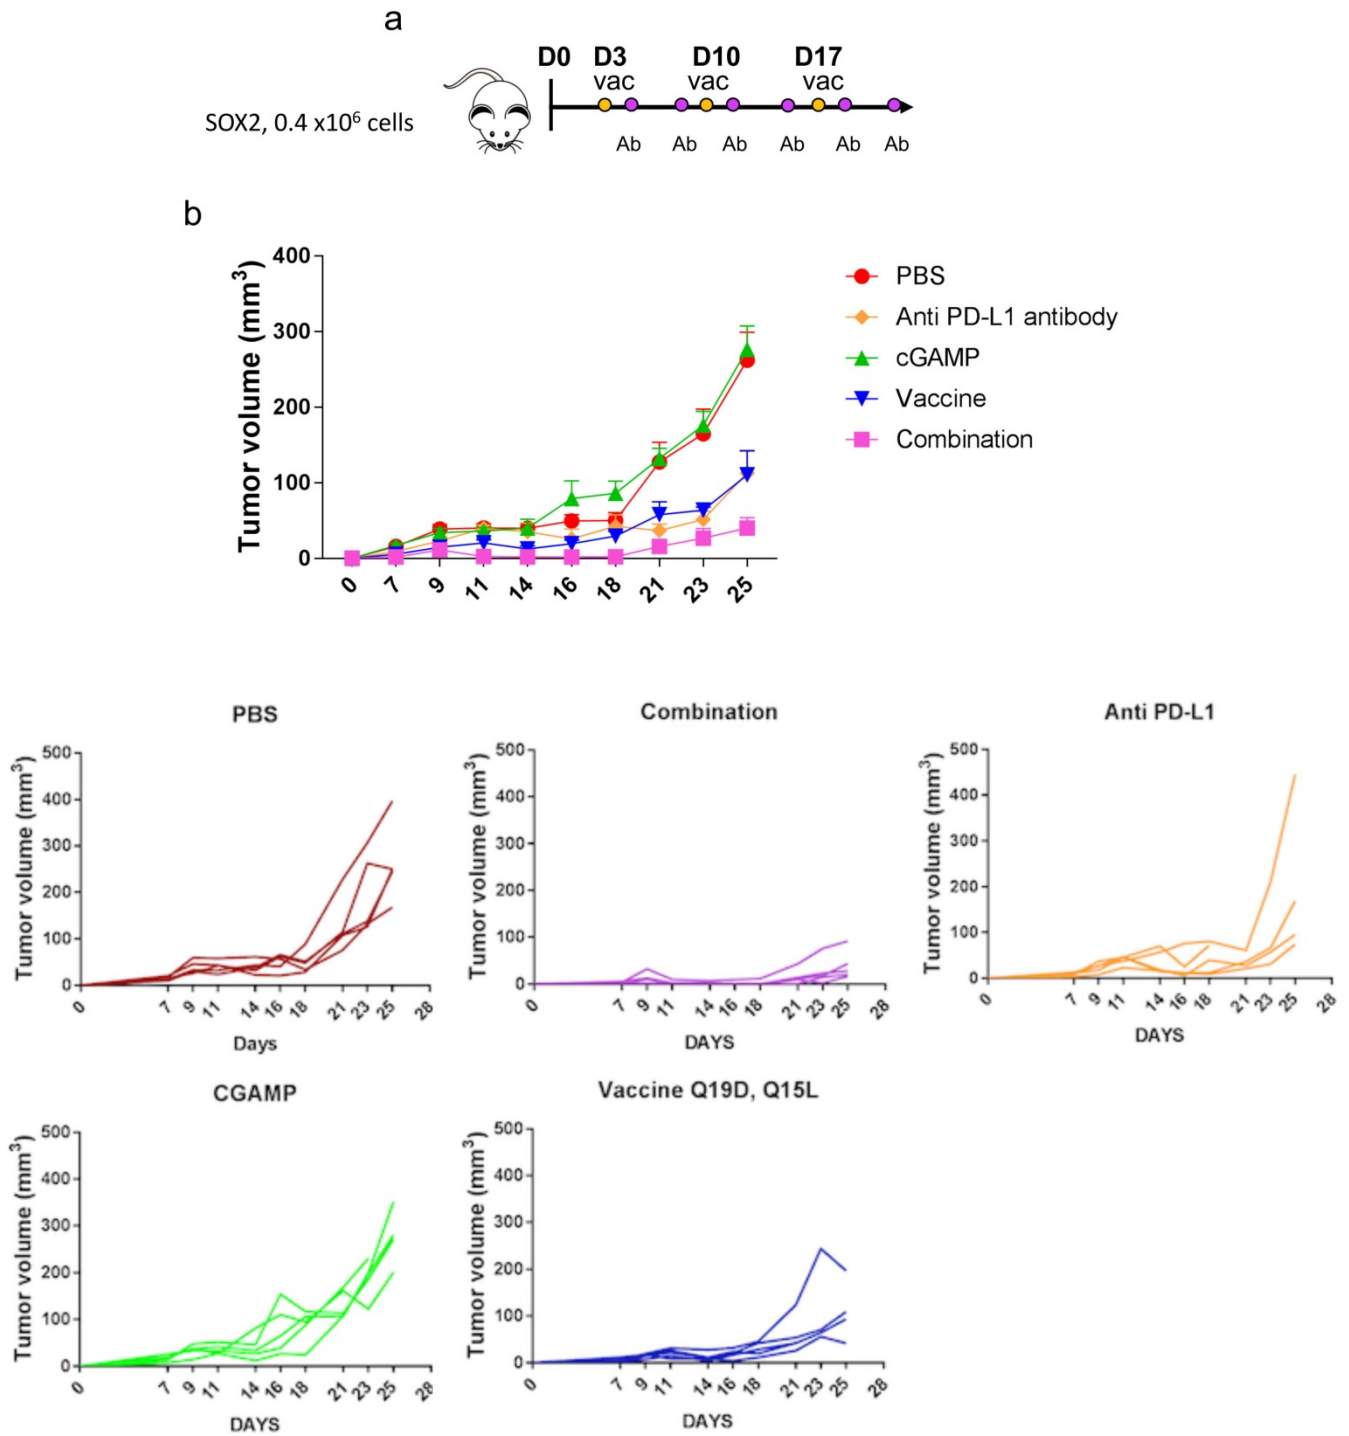 a
D0 D3 D10 D17
vac vac vac
SOX2, 0.4 x10⁶ cells
Ab Ab Ab Ab Ab Ab
b
Tumor volume (mm³)
400
300
200
100
0
0 7 9 11 14 16 18 21 23 25
PBS
Anti PD-L1 antibody
cGAMP
Vaccine
Combination
PBS
Tumor volume (mm³)
500
400
300
200
100
0
0 7 9 11 14 16 18 21 23 25 28
Days
Combination
Tumor volume (mm³)
500
400
300
200
100
0
0 7 9 11 14 16 18 21 23 25 28
DAYS
Anti PD-L1
Tumor volume (mm³)
500
400
300
200
100
0
0 7 9 11 14 16 18 21 23 25 28
DAYS
CGAMP
Tumor volume (mm³)
500
400
300
200
100
0
0 7 9 11 14 16 18 21 23 25 28
DAYS
Vaccine Q19D, Q15L
Tumor volume (mm³)
500
400
300
200
100
0
0 7 9 11 14 16 18 21 23 25 28
DAYS